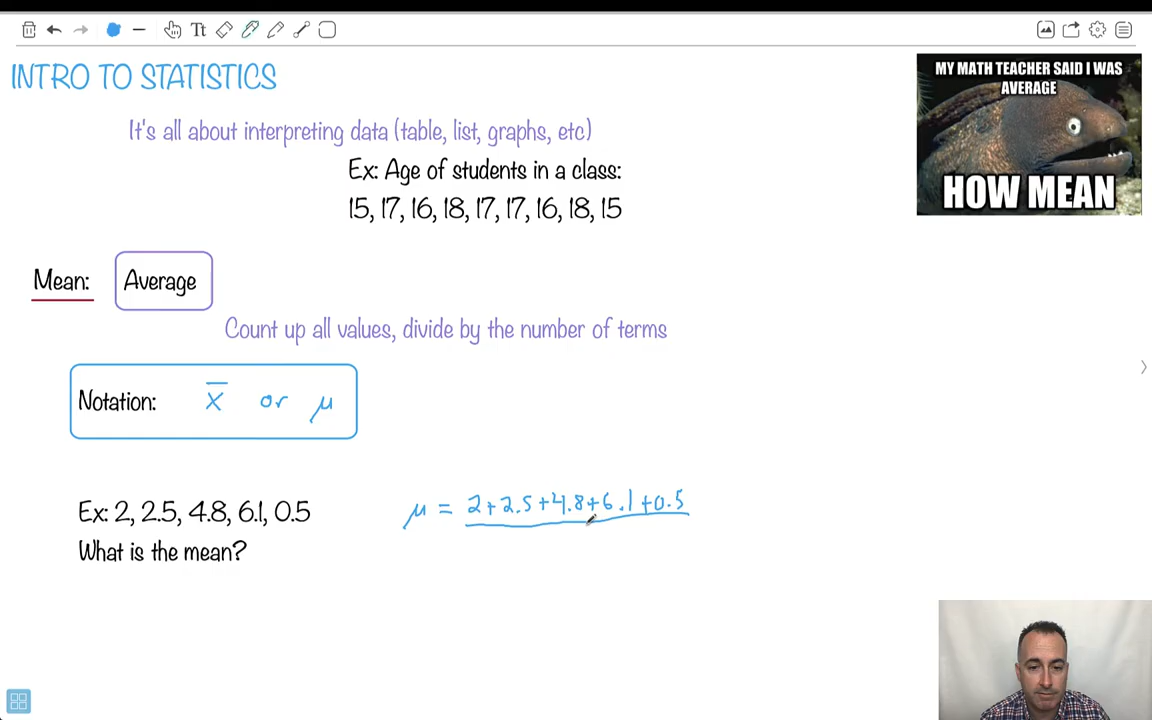 Tt
INTRO TO STATISTICS
MY MATH TEACHER SAID I WAS
AVERAGE
HOW MEAN
It's all about interpreting data (table, list, graphs, etc)
Ex: Age of students in a class:
15, 17, 16, 18, 17, 17, 16, 18, 15
Mean: Average
Count up all values, divide by the number of terms
Notation: x̅ or μ
Ex: 2, 2.5, 4.8, 6.1, 0.5 μ = 2+2.5+4.8+6.1+0.5
What is the mean?